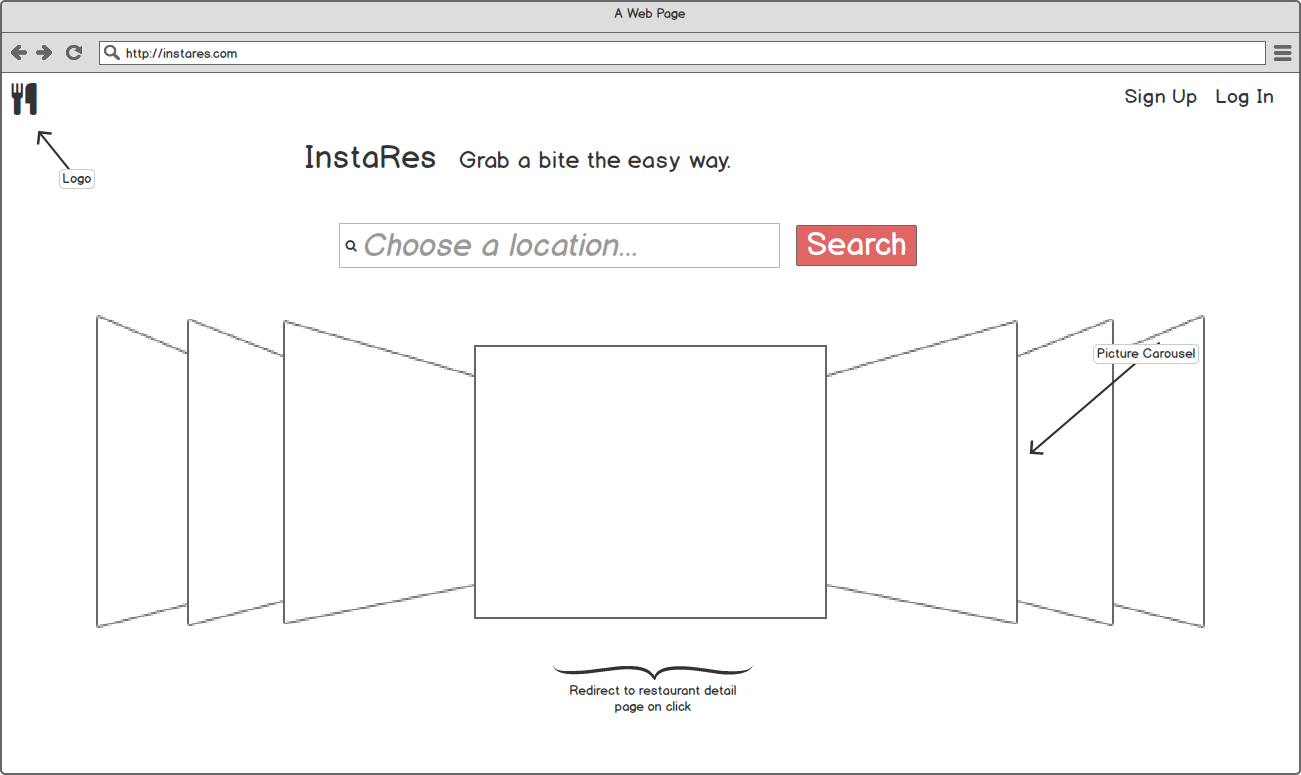 A Web Page
http://instares.com
Sign Up Log In
InstaRes Grab a bite the easy way.
Logo
Choose a location...
Search
Picture Carousel
Redirect to restaurant detail
page on click